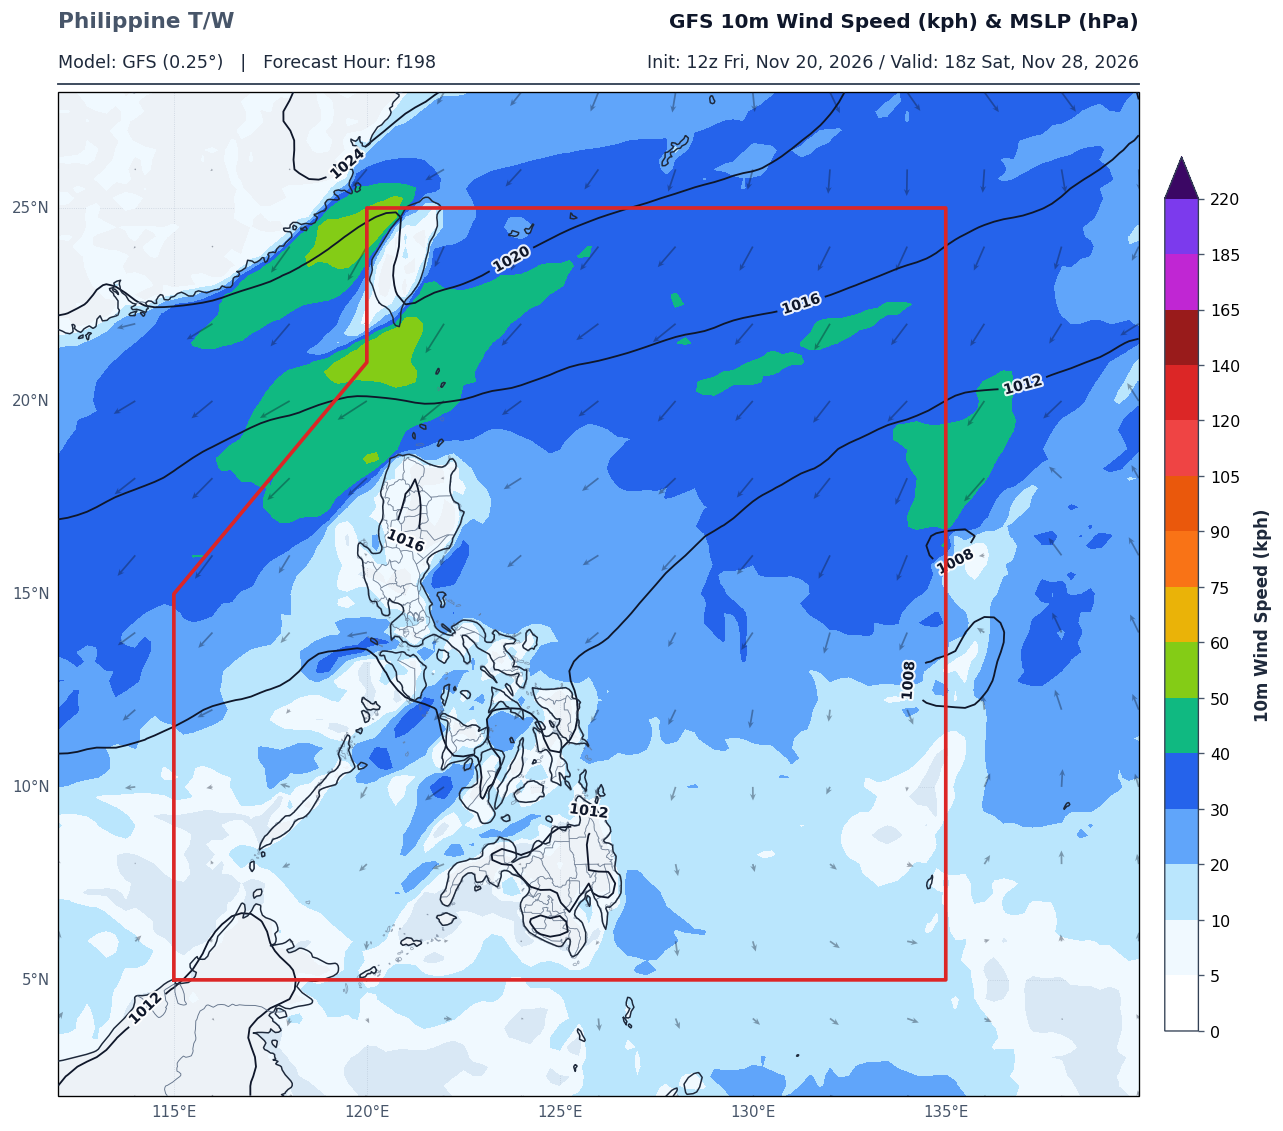 Philippine T/W
GFS 10m Wind Speed (kph) & MSLP (hPa)
Model: GFS (0.25°)   |   Forecast Hour: f198
Init: 12z Fri, Nov 20, 2026 / Valid: 18z Sat, Nov 28, 2026
1024
25°N
1020
1016
20°N
1012
1016
1008
15°N
1008
10°N
1012
5°N
1012
115°E
120°E
125°E
130°E
135°E
220
185
165
140
120
105
90
75
60
50
40
30
20
10
5
0
10m Wind Speed (kph)